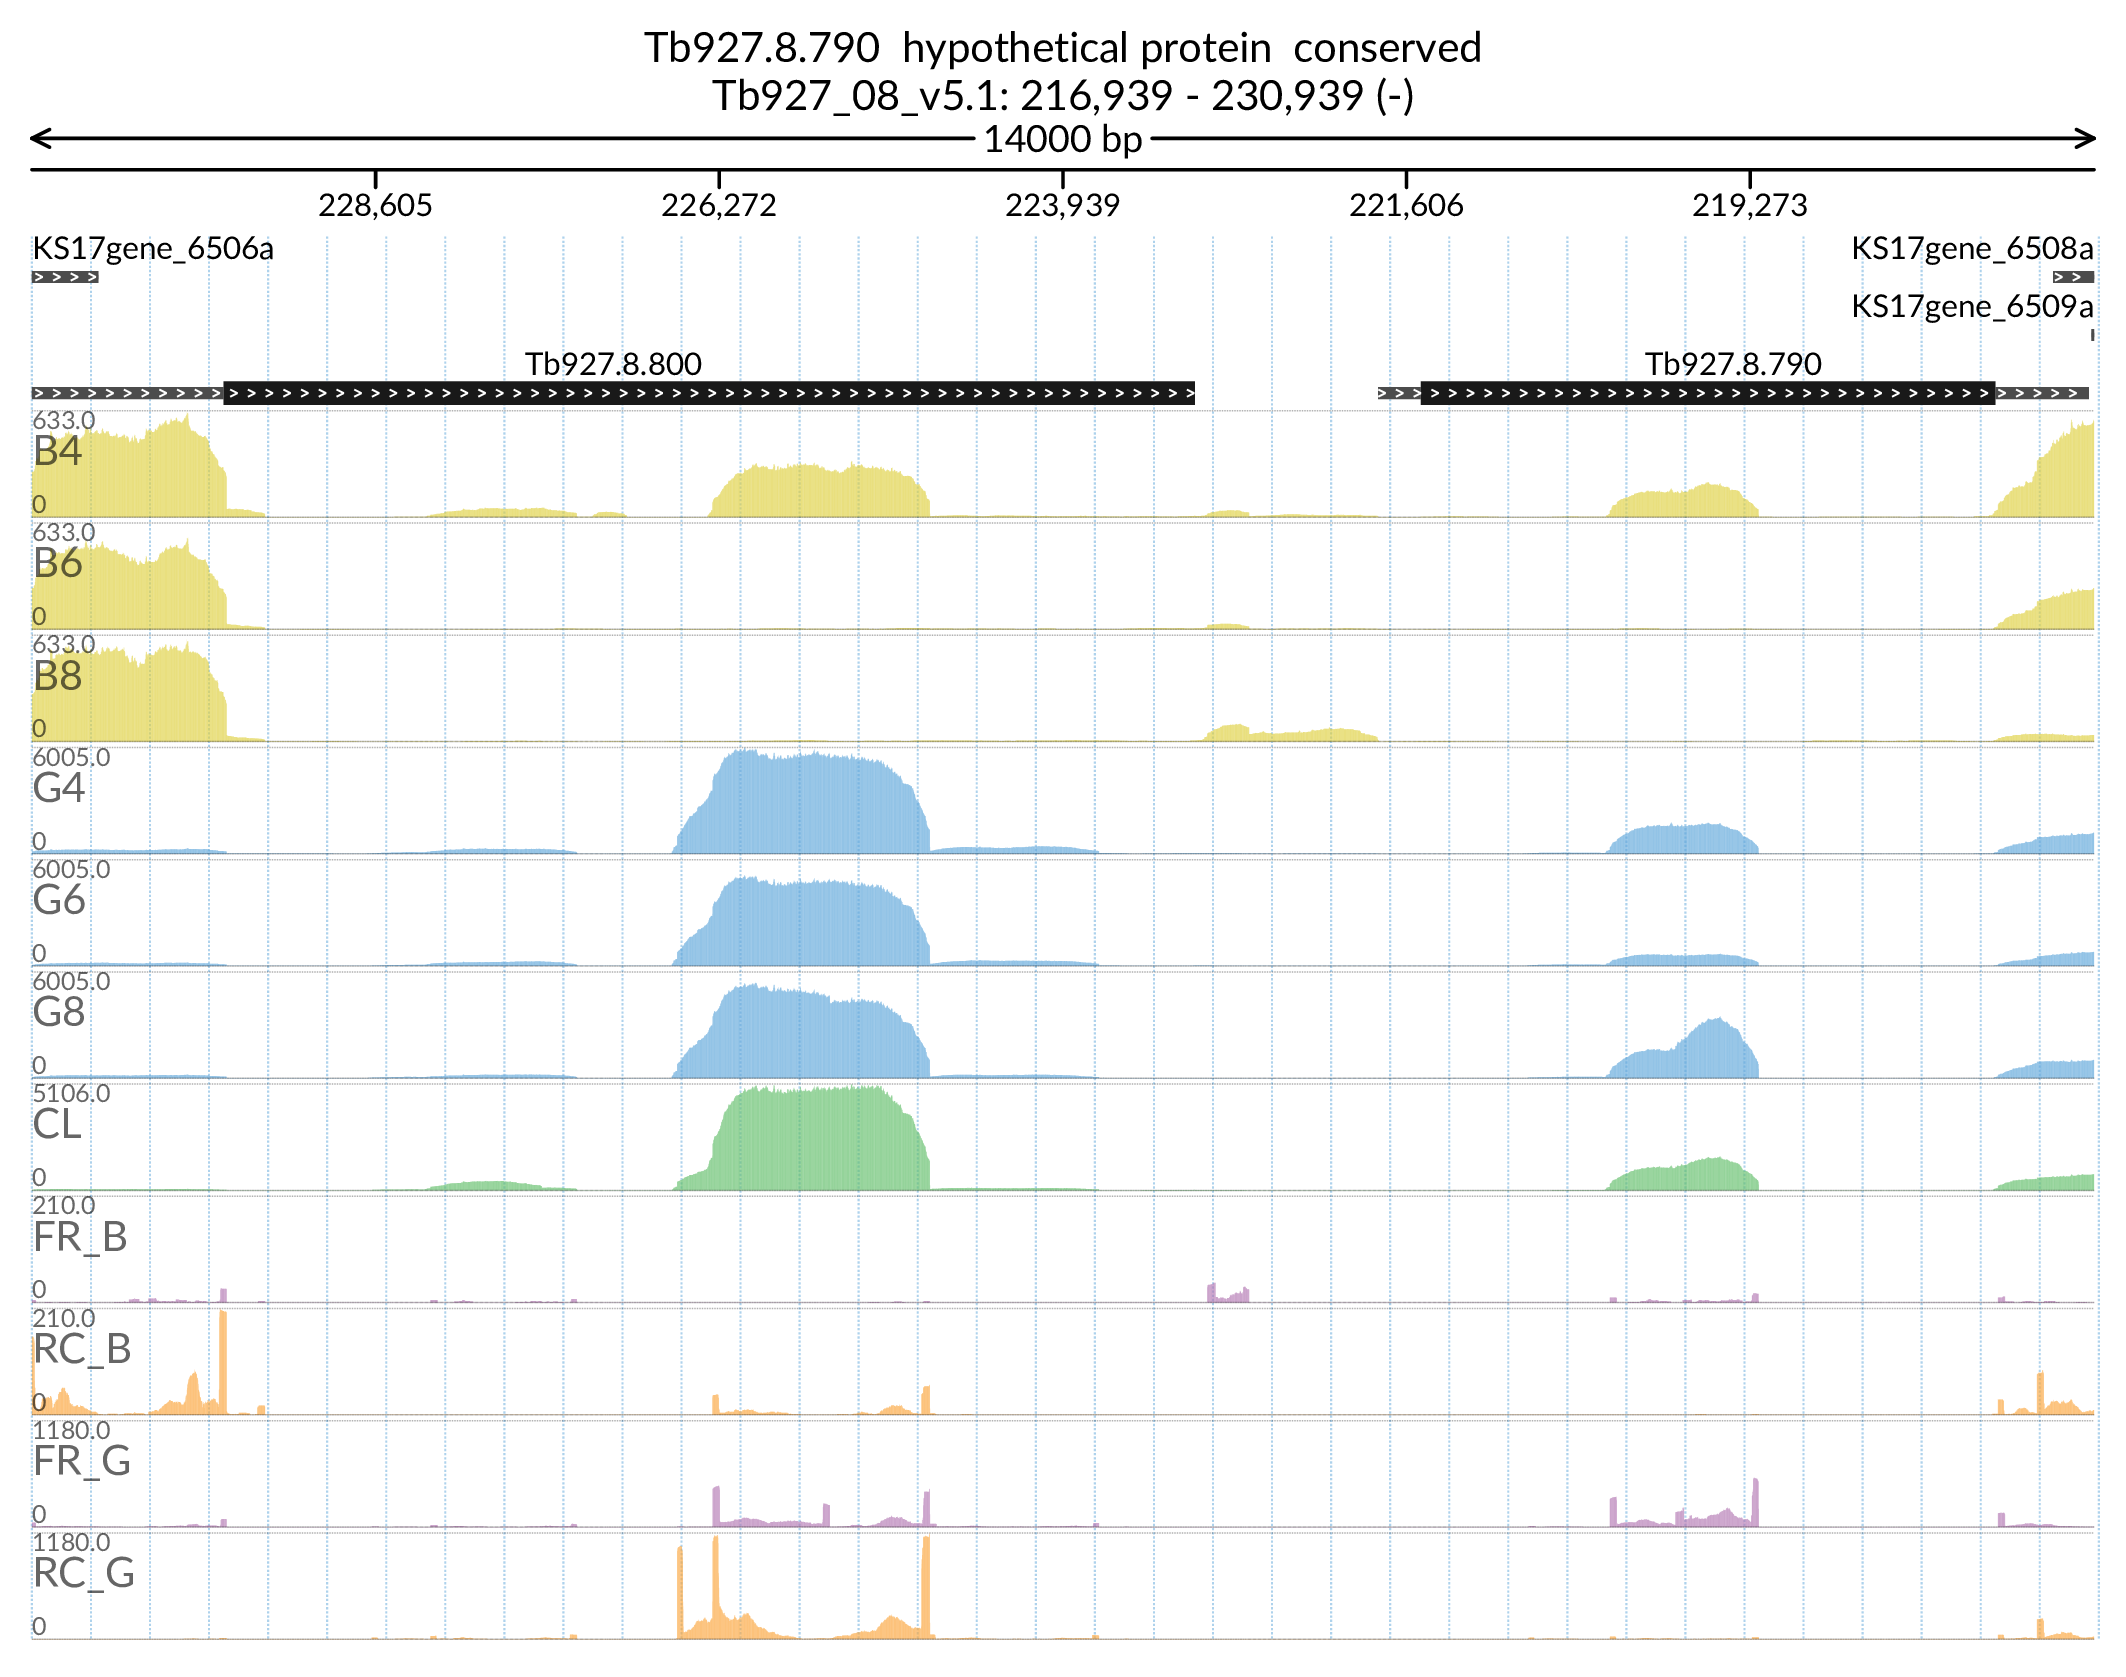 Tb927.8.790  hypothetical protein  conserved
Tb927_08_v5.1: 216,939 - 230,939 (-)
14000 bp
228,605 226,272 223,939 221,606 219,273
KS17gene_6506a KS17gene_6508a
KS17gene_6509a
Tb927.8.800 Tb927.8.790
633.0
B4
0
633.0
B6
0
633.0
B8
0
6005.0
G4
0
6005.0
G6
0
6005.0
G8
0
5106.0
CL
0
210.0
FR_B
0
210.0
RC_B
0
1180.0
FR_G
0
1180.0
RC_G
0